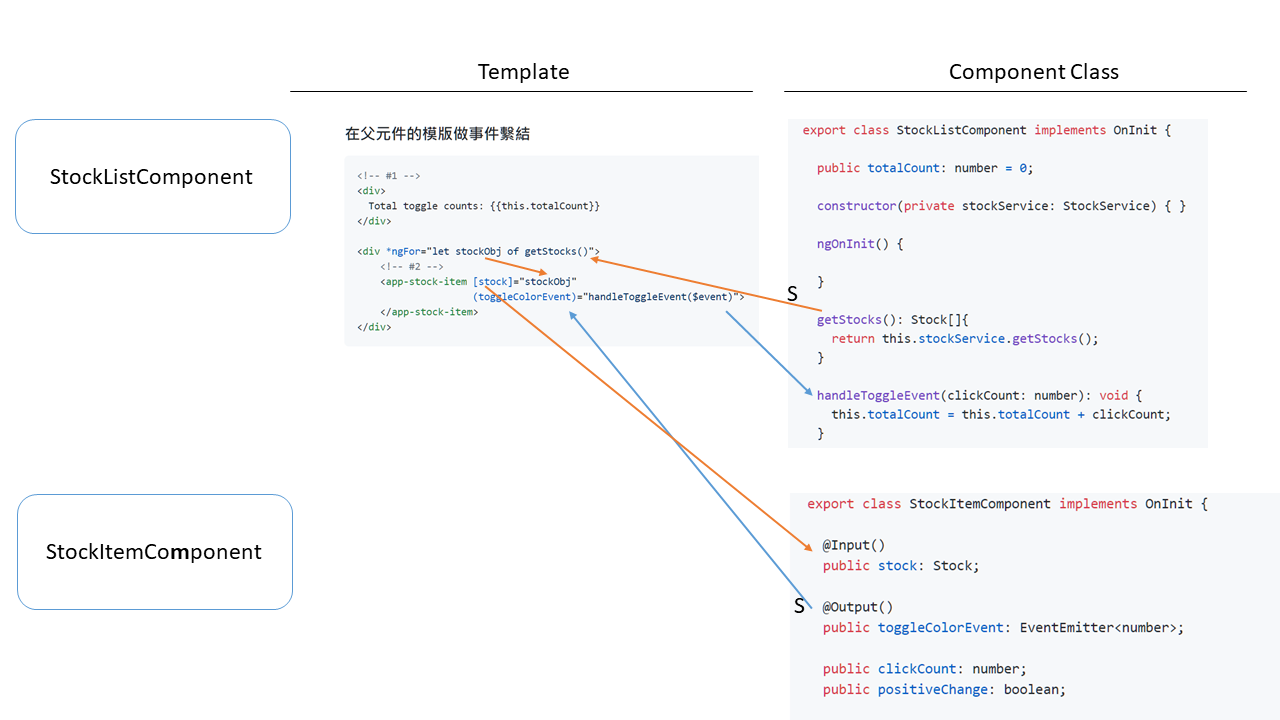 Template
Component Class
StockListComponent
在父元件的模版做事件繫結
<!-- #1 -->
<div>
  Total toggle counts: {{this.totalCount}}
</div>
<div *ngFor="let stockObj of getStocks()">
    <!-- #2 -->
    <app-stock-item [stock]="stockObj"
                    (toggleColorEvent)="handleToggleEvent($event)">
    </app-stock-item>
</div>
export class StockListComponent implements OnInit {
  public totalCount: number = 0;
  constructor(private stockService: StockService) { }
  ngOnInit() {
  }
S
  getStocks(): Stock[]{
    return this.stockService.getStocks();
  }
  handleToggleEvent(clickCount: number): void {
    this.totalCount = this.totalCount + clickCount;
  }
StockItemComponent
export class StockItemComponent implements OnInit {
  @Input()
  public stock: Stock;
S
  @Output()
  public toggleColorEvent: EventEmitter<number>;
  public clickCount: number;
  public positiveChange: boolean;